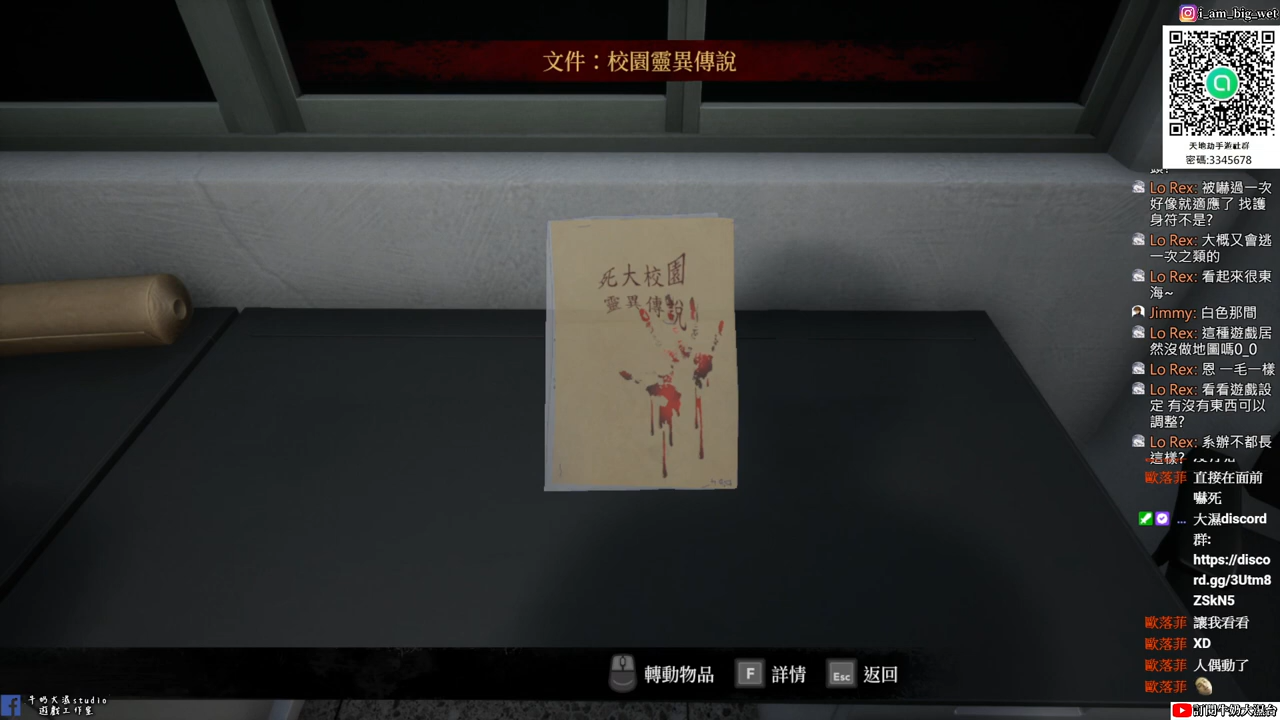 文件：校園靈異傳說
死大校園
靈異傳說
轉動物品
F
詳情
Esc
返回
牛奶大濕studio
遊戲工作室
i_am_big_wet
天地劫手遊社群
密碼:3345678
Lo Rex: 被嚇過一次
好像就適應了 找護
身符不是?
Lo Rex: 大概又會逃
一次之類的
Lo Rex: 看起來很東
海~
Jimmy: 白色那間
Lo Rex: 這種遊戲居
然沒做地圖嗎0_0
Lo Rex: 恩 一毛一樣
Lo Rex: 看看遊戲設
定 有沒有東西可以
調整?
Lo Rex: 系辦不都長
這樣?
歐落菲 直接在面前
嚇死
... 大濕discord
群:
https://disco
rd.gg/3Utm8
ZSkN5
歐落菲 讓我看看
歐落菲 XD
歐落菲 人偶動了
歐落菲
訂閱牛奶大濕台